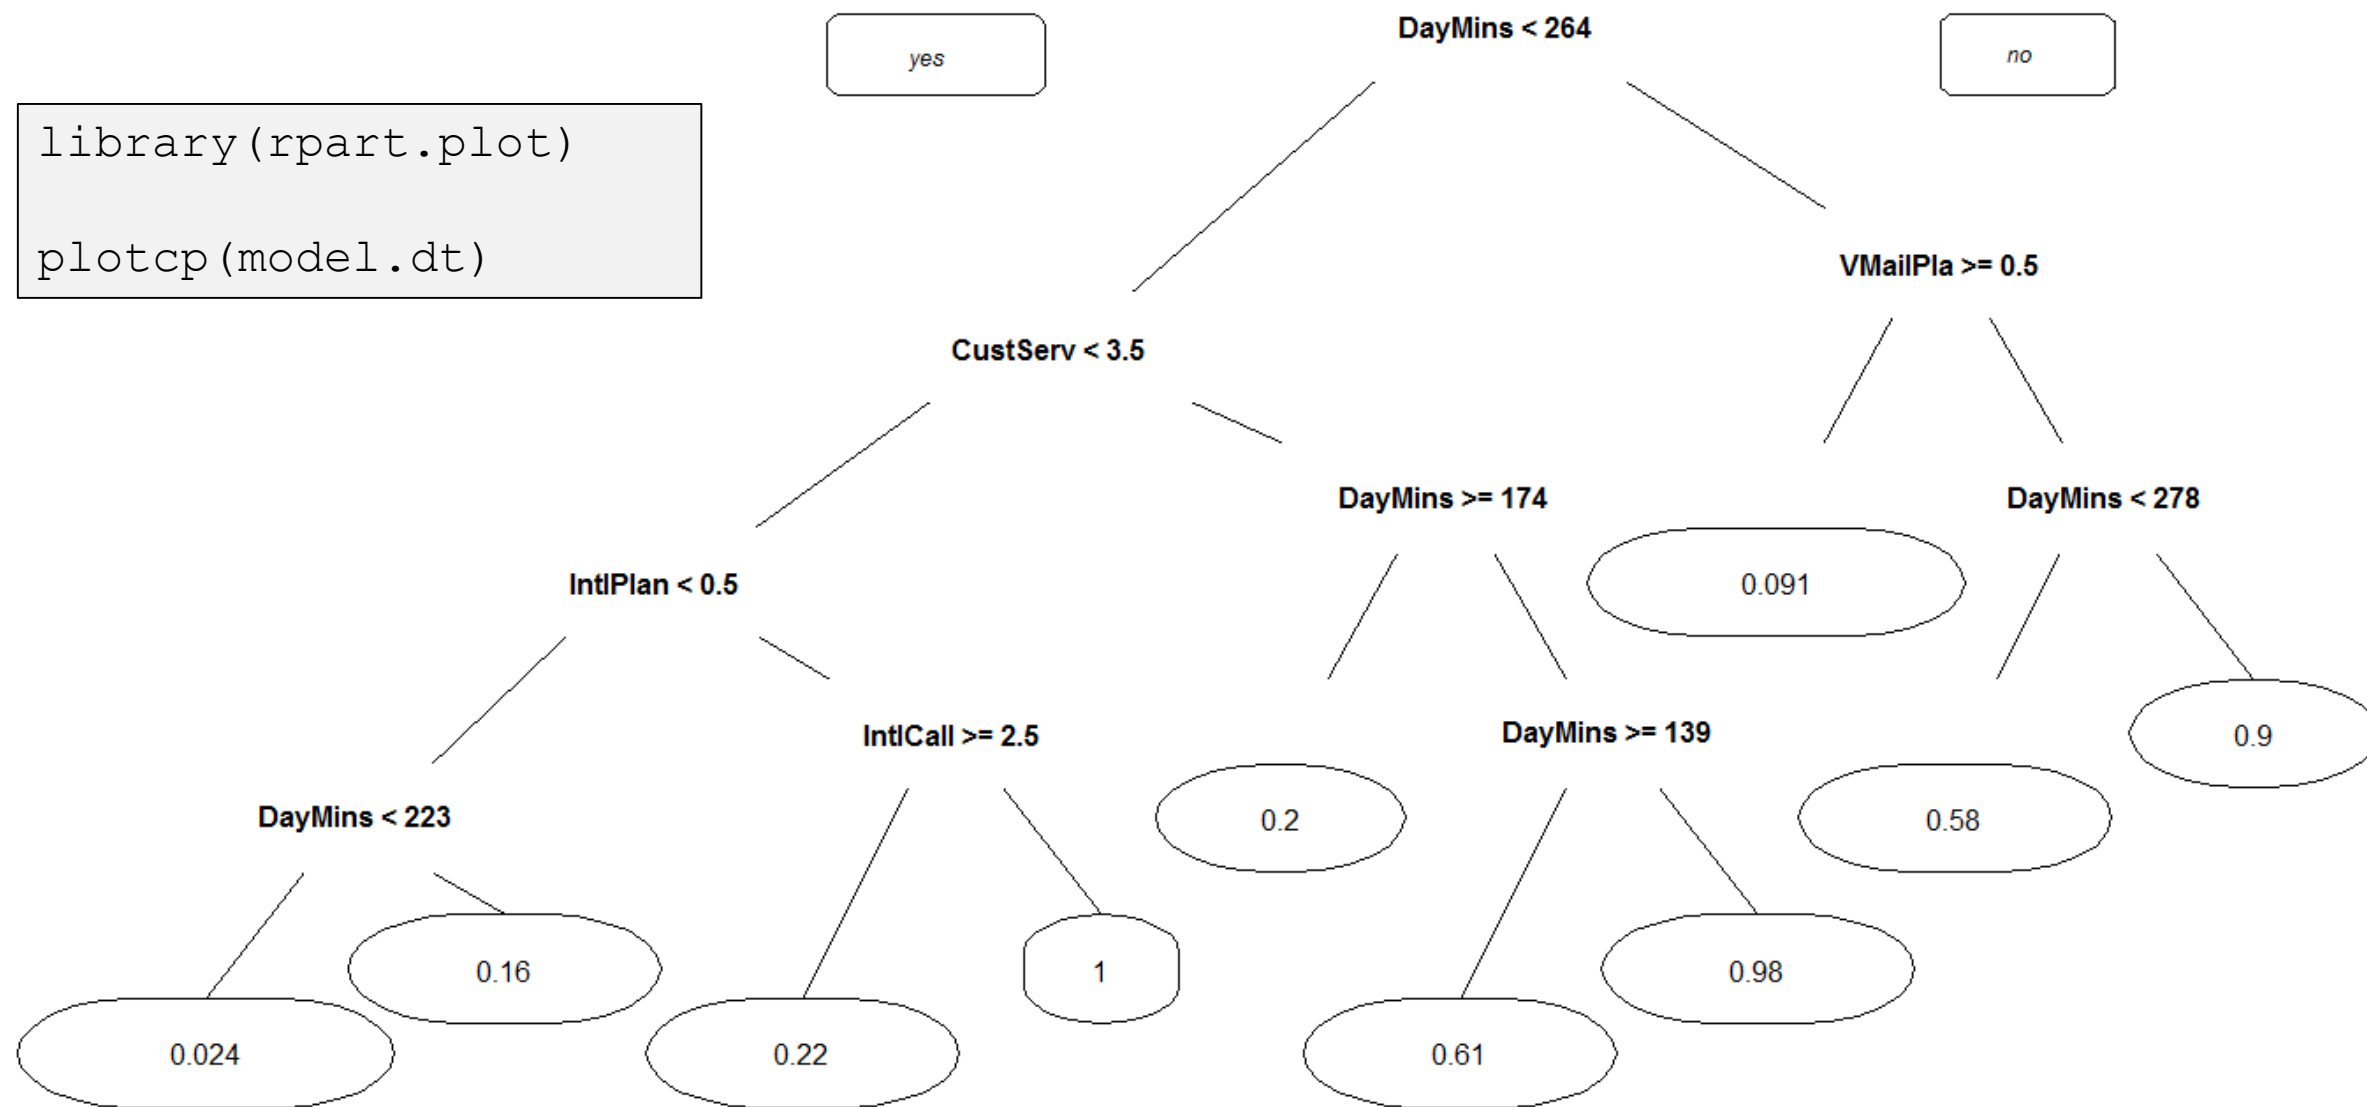 DayMins < 264
yes
no
library(rpart.plot)
plotcp(model.dt)
VMailPla >= 0.5
CustServ < 3.5
DayMins >= 174
DayMins < 278
IntlPlan < 0.5
0.091
IntlCall >= 2.5
DayMins >= 139
0.9
DayMins < 223
0.2
0.58
0.16
1
0.98
0.024
0.22
0.61